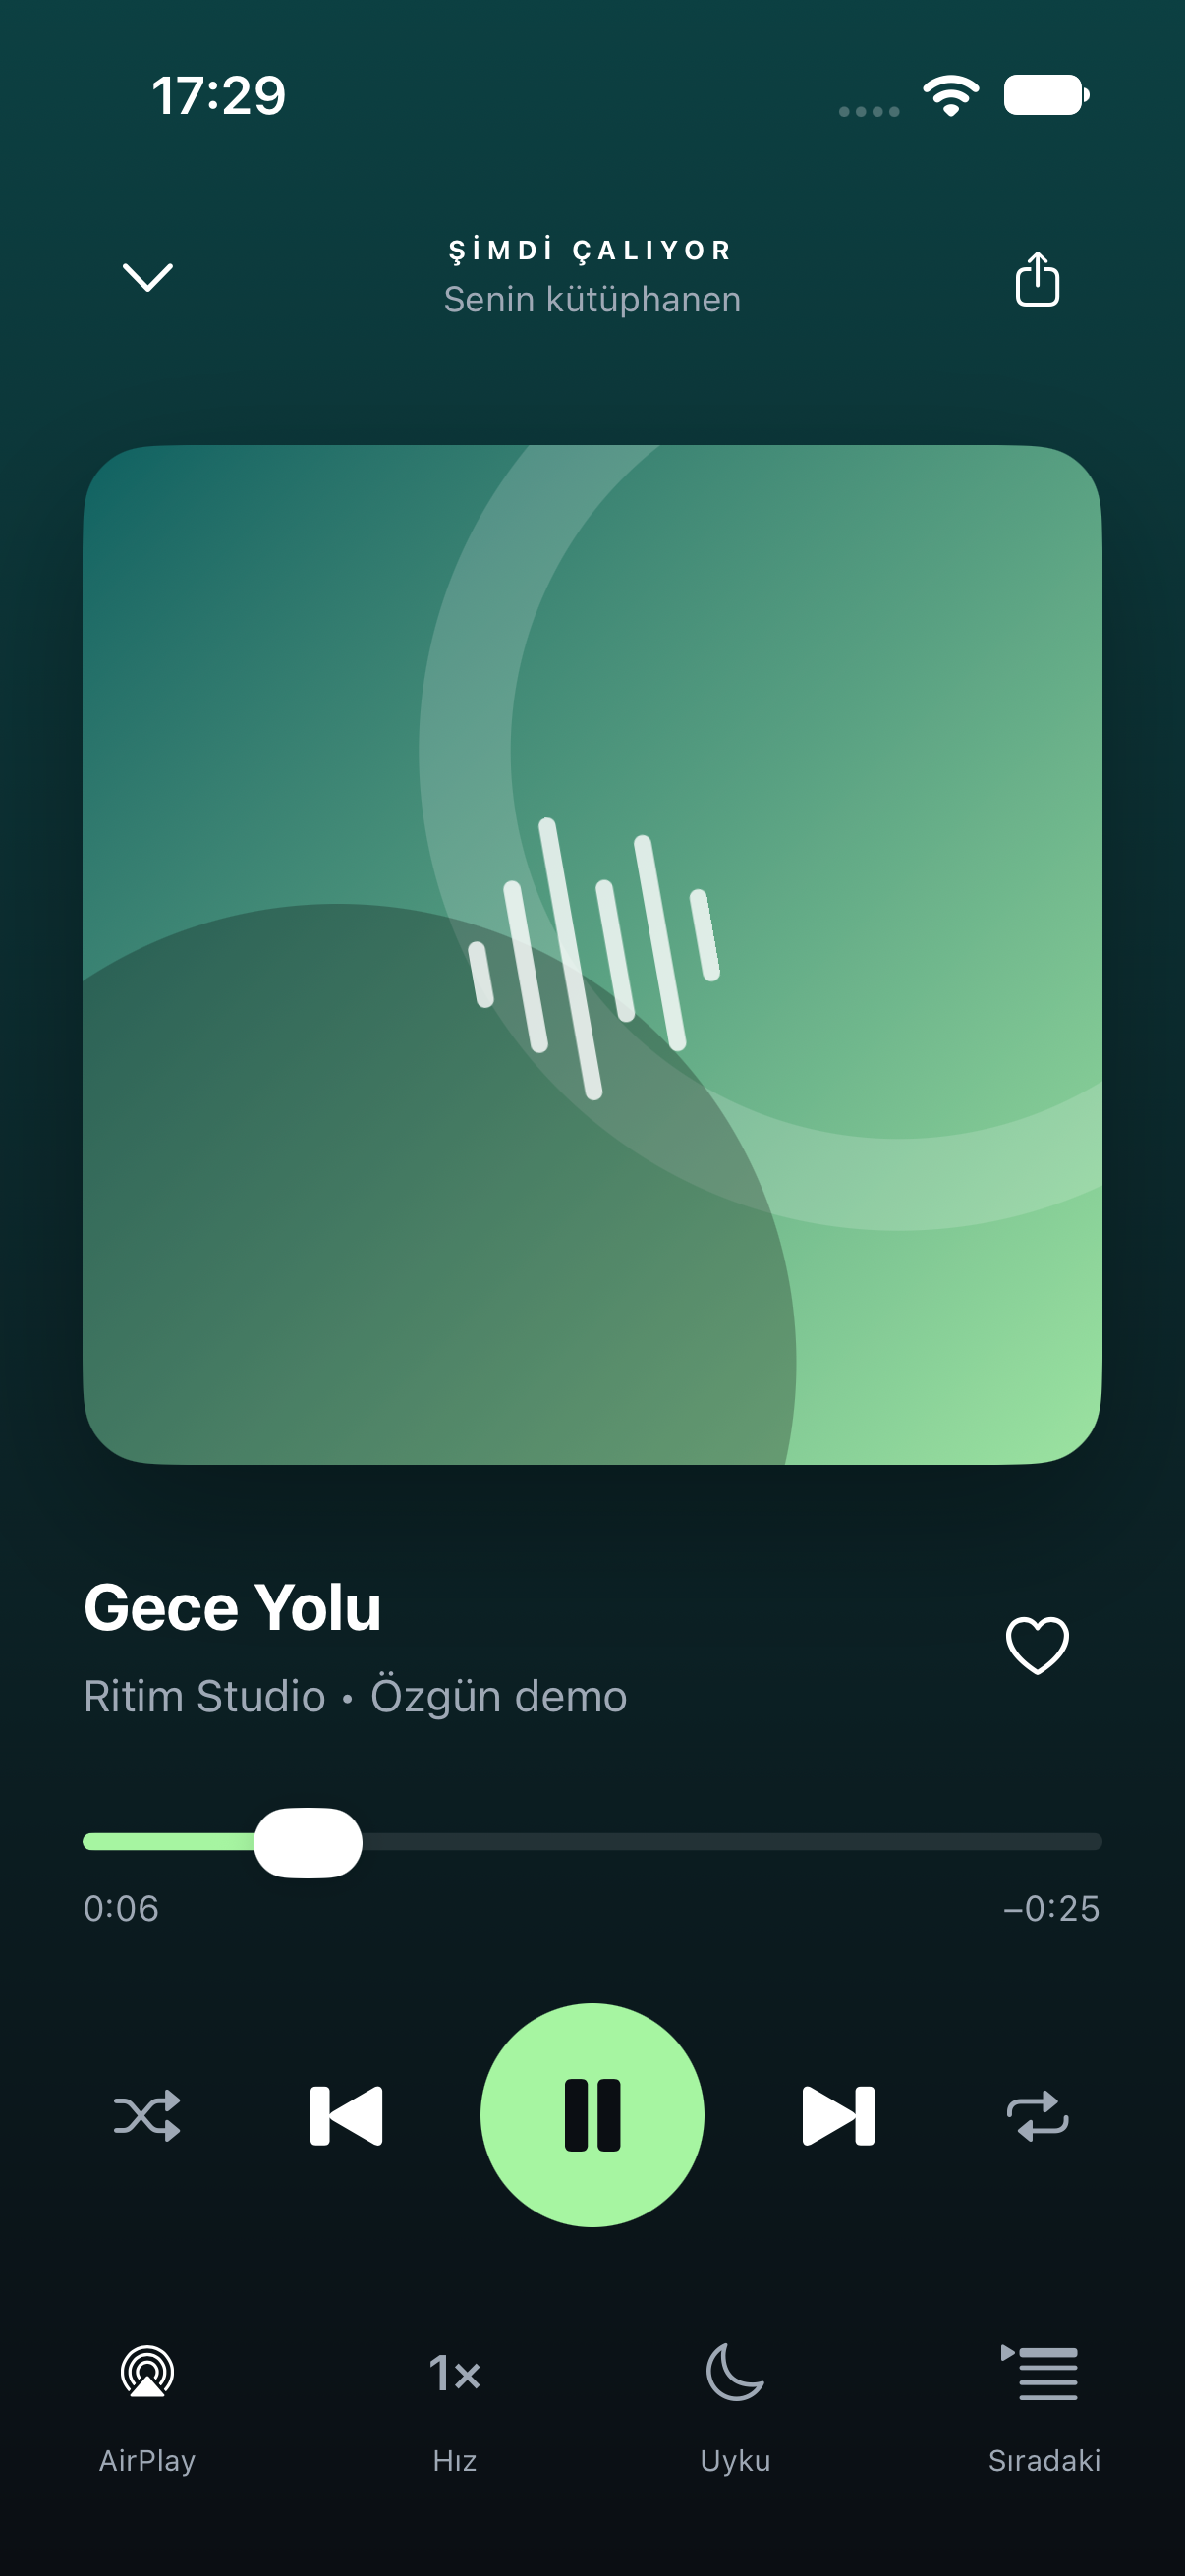 17:29
ŞİMDİ ÇALIYOR
Senin kütüphanen
Gece Yolu
Ritim Studio • Özgün demo
0:06
−0:25
1×
AirPlay
Hız
Uyku
Sıradaki